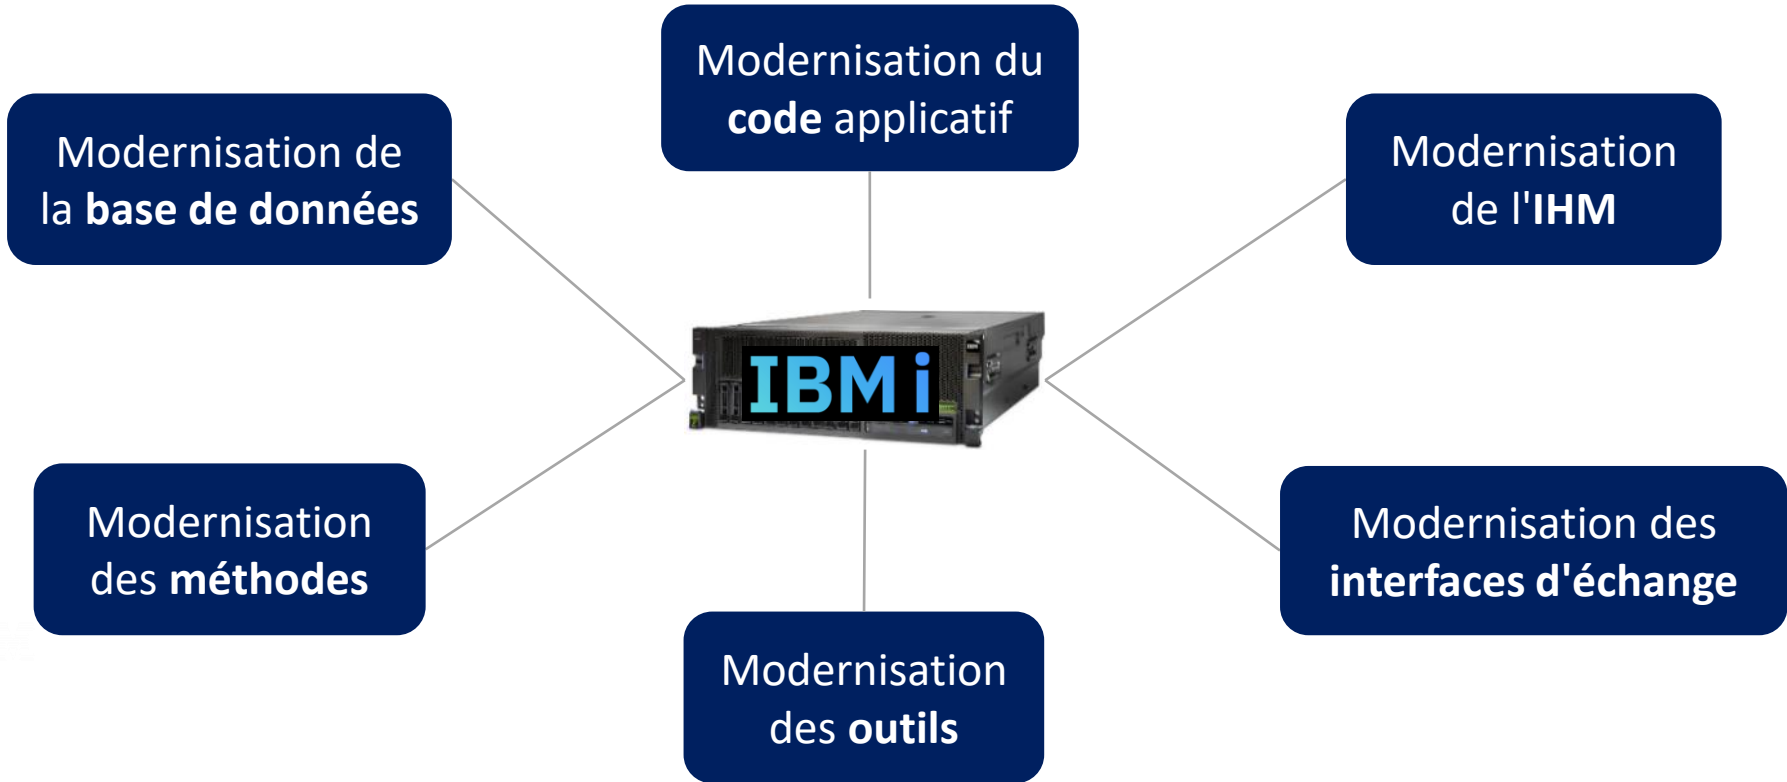 Modernisation du
code applicatif
Modernisation de
la base de données
Modernisation
de l'IHM
IBM i
Modernisation
des méthodes
Modernisation des
interfaces d'échange
Modernisation
des outils